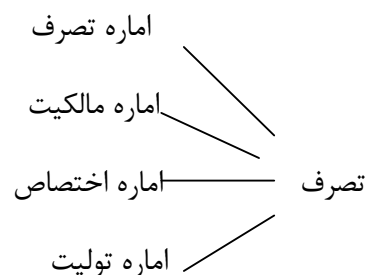 اماره تصرف
اماره مالکیت
اماره اختصاص
تصرف
اماره تولیت